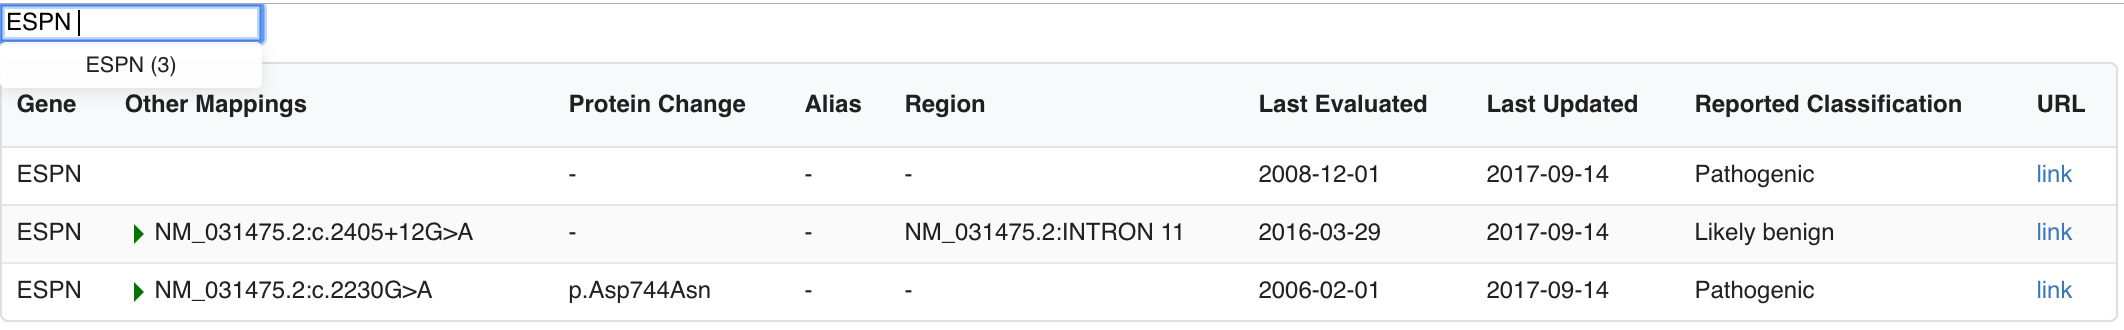 ESPN
ESPN (3)
Gene Other Mappings Protein Change Alias Region Last Evaluated Last Updated Reported Classification URL
ESPN - - - 2008-12-01 2017-09-14 Pathogenic link
ESPN NM_031475.2:c.2405+12G>A - - NM_031475.2:INTRON 11 2016-03-29 2017-09-14 Likely benign link
ESPN NM_031475.2:c.2230G>A p.Asp744Asn - - 2006-02-01 2017-09-14 Pathogenic link